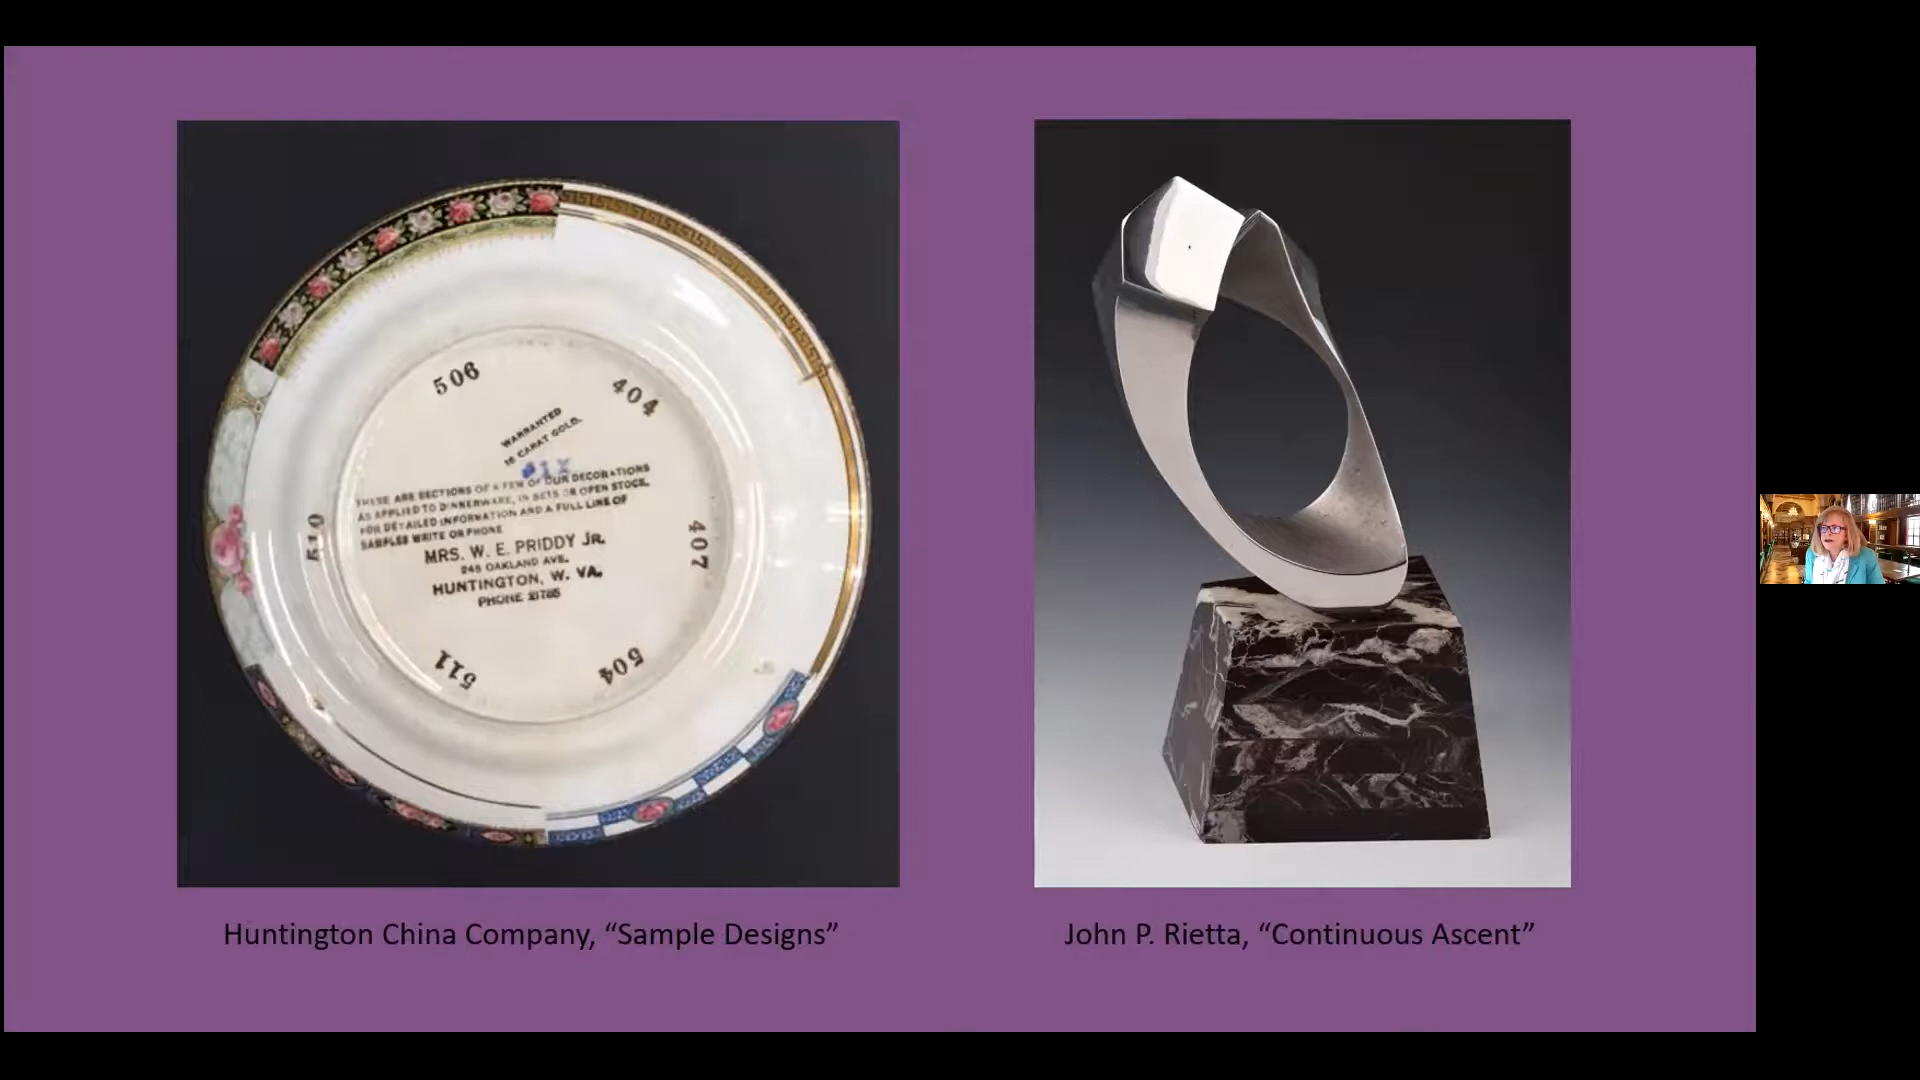 506
404
WARRANTED
18 CARAT GOLD.
THESE ARE SECTIONS OF A FEW OF OUR DECORATIONS
AS APPLIED TO DINNERWARE, IN SETS OR OPEN STOCK.
FOR DETAILED INFORMATION AND A FULL LINE OF
SAMPLES WRITE OR PHONE
MRS. W. E. PRIDDY JR.
248 OAKLAND AVE.
HUNTINGTON, W. VA.
PHONE
510
407
511
504
Huntington China Company, “Sample Designs”
John P. Rietta, “Continuous Ascent”